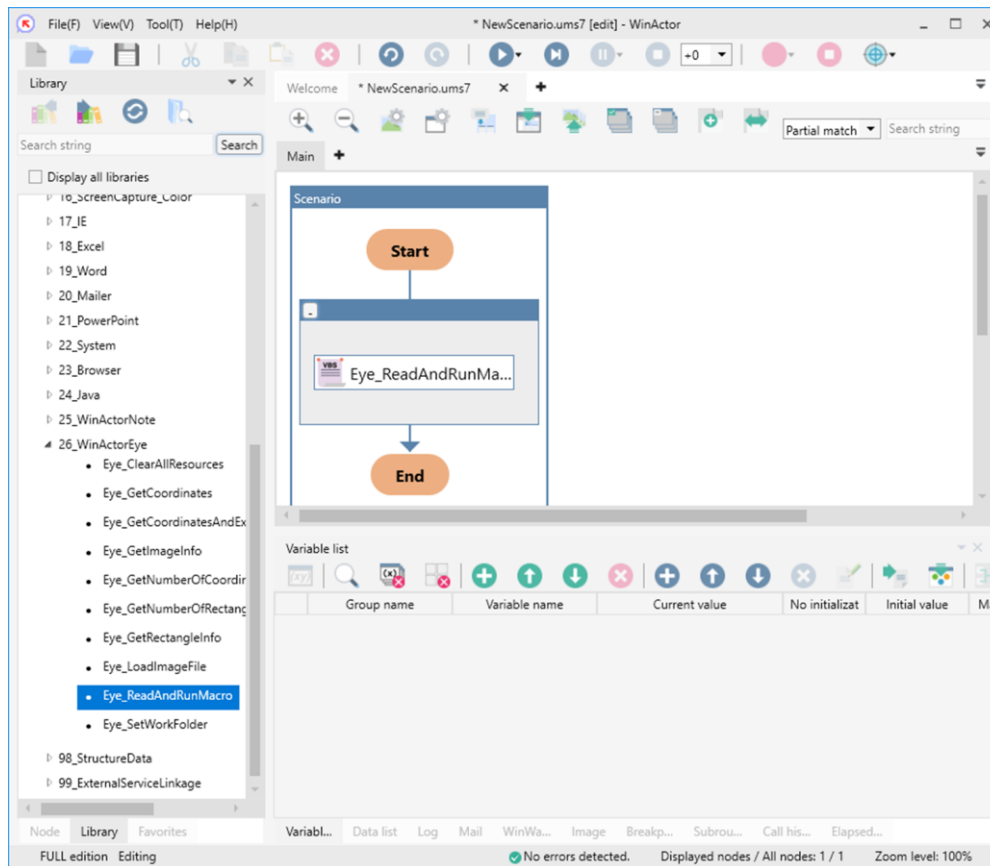 File(F) View(V) Tool(T) Help(H) * NewScenario.ums7 [edit] - WinActor
+0
Library
Welcome * NewScenario.ums7
Search string Search
Partial match Search string
Main
Display all libraries
16_ScreenCapture_Color
17_IE
18_Excel
19_Word
20_Mailer
21_PowerPoint
22_System
23_Browser
24_Java
25_WinActorNote
26_WinActorEye
Eye_ClearAllResources
Eye_GetCoordinates
Eye_GetCoordinatesAndEx
Eye_GetImageInfo
Eye_GetNumberOfCoordir
Eye_GetNumberOfRectang
Eye_GetRectangleInfo
Eye_LoadImageFile
Eye_ReadAndRunMacro
Eye_SetWorkFolder
98_StructureData
99_ExternalServiceLinkage
Node Library Favorites
Scenario
Start
VBS
Eye_ReadAndRunMa...
End
Variable list
Group name Variable name Current value No initializat Initial value M
Variabl... Data list Log Mail WinWa... Image Breakp... Subrou... Call his... Elapsed...
FULL edition Editing No errors detected. Displayed nodes / All nodes: 1 / 1 Zoom level: 100%